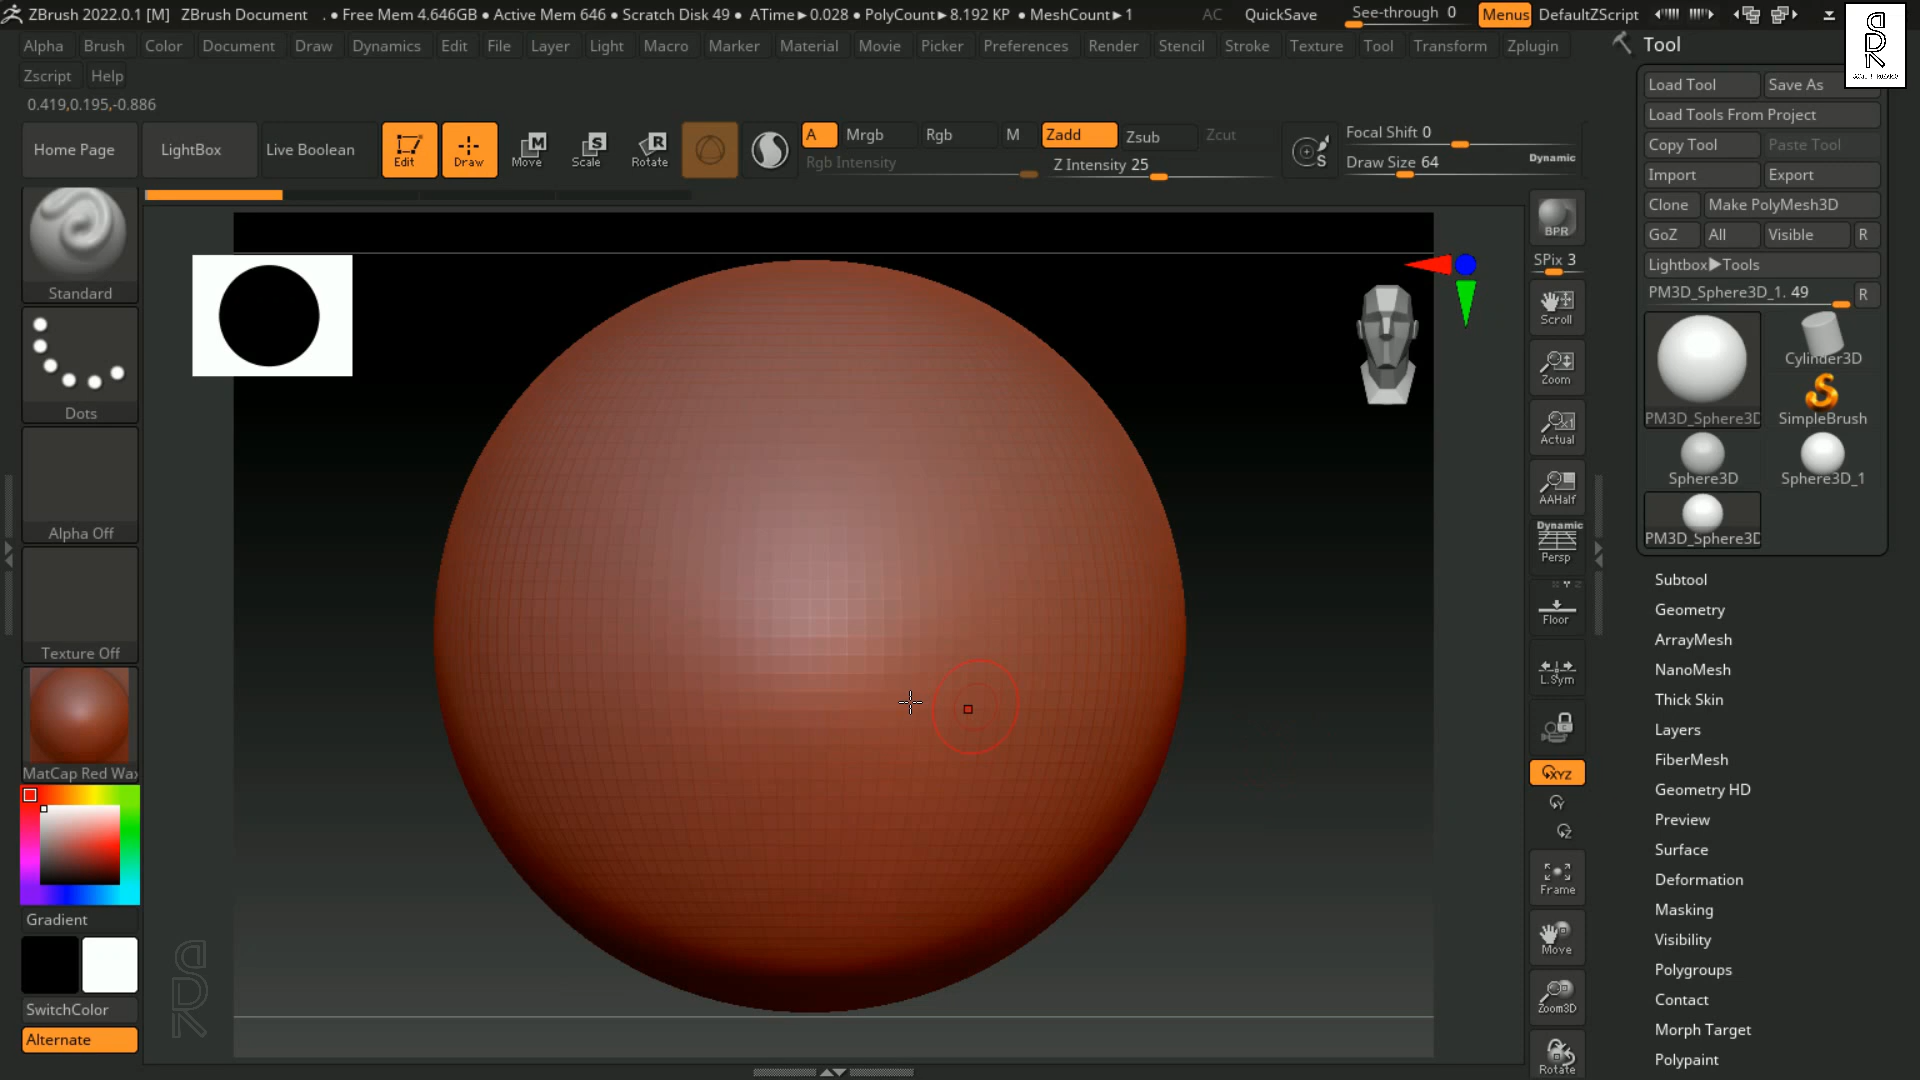 ZBrush 2022.0.1 [M] ZBrush Document . ● Free Mem 4.646GB ● Active Mem 646 ● Scratch Disk 49 ● ATime▶0.028 ● PolyCount▶8.192 KP ● MeshCount▶1 AC QuickSave See-through 0 Menus DefaultZScript
Alpha Brush Color Document Draw Dynamics Edit File Layer Light Macro Marker Material Movie Picker Preferences Render Stencil Stroke Texture Tool Transform Zplugin
Zscript Help
0.419,0.195,-0.886
Home Page LightBox Live Boolean Edit Draw Move Scale Rotate
A Mrgb Rgb M Zadd Zsub Zcut
Rgb Intensity Z Intensity 25
Focal Shift 0
Draw Size 64 Dynamic
Standard
Dots
Alpha Off
Texture Off
MatCap Red Wax
Gradient
SwitchColor
Alternate
SDR
BPR
SPix 3
Scroll
Zoom
Actual
AAHalf
Dynamic
Persp
Floor
L.Sym
XYZ
Y
Z
Frame
Move
Zoom3D
Rotate
Tool
SDR
Load Tool Save As
Load Tools From Project
Copy Tool Paste Tool
Import Export
Clone Make PolyMesh3D
GoZ All Visible R
Lightbox▶Tools
PM3D_Sphere3D_1. 49 R
PM3D_Sphere3D Cylinder3D
SimpleBrush
Sphere3D Sphere3D_1
PM3D_Sphere3D
Subtool
Geometry
ArrayMesh
NanoMesh
Thick Skin
Layers
FiberMesh
Geometry HD
Preview
Surface
Deformation
Masking
Visibility
Polygroups
Contact
Morph Target
Polypaint